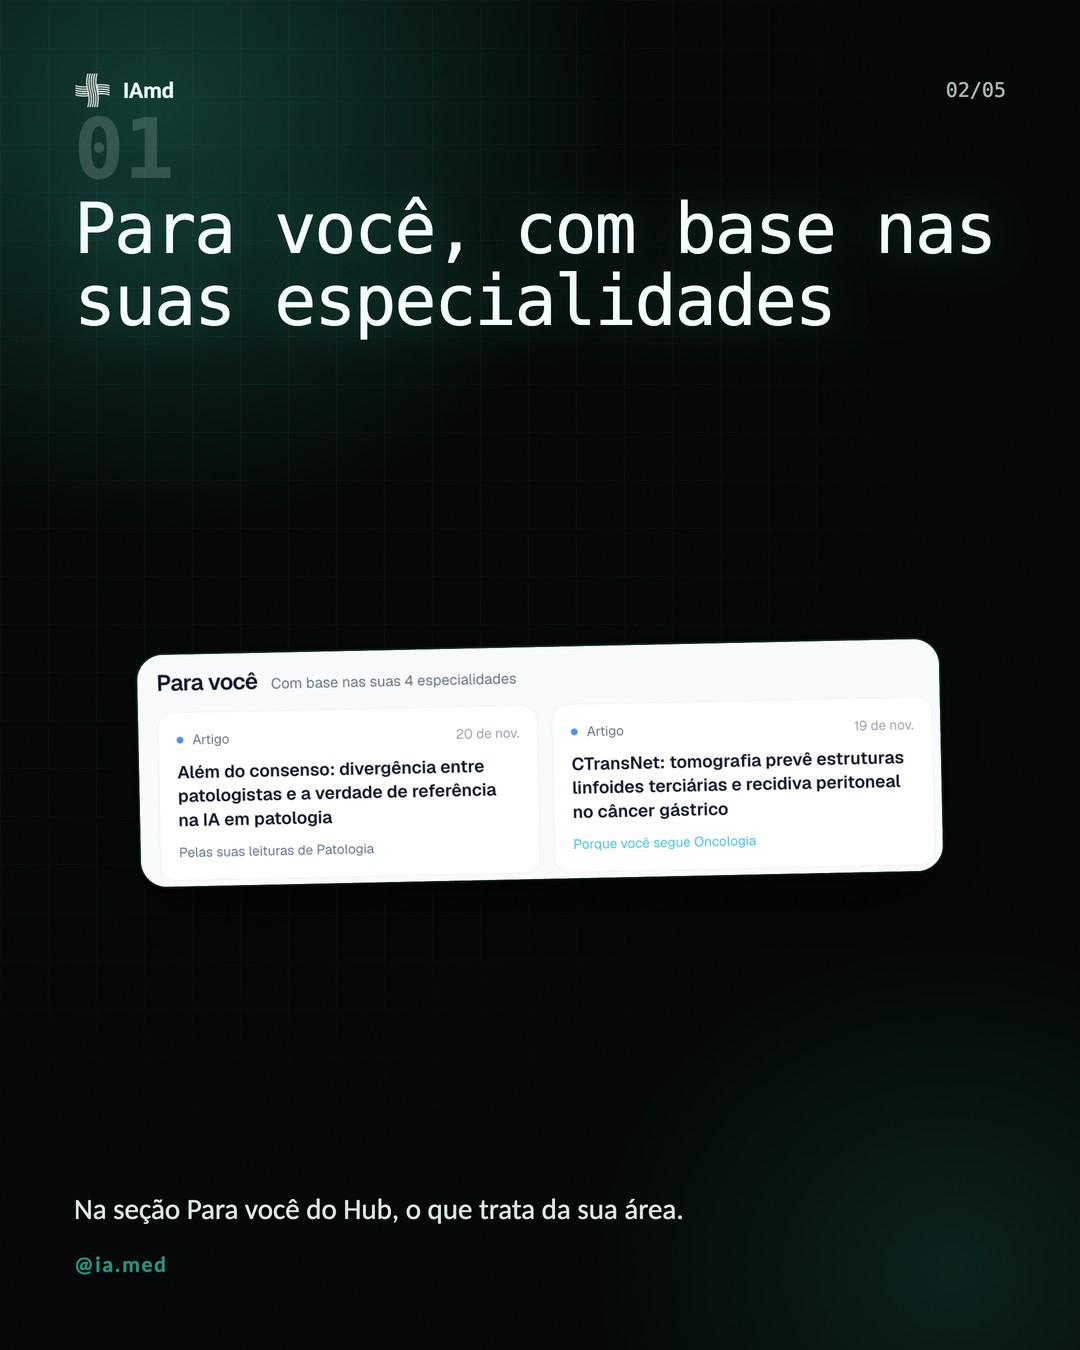 IAmd
02/05
01
Para você, com base nas
suas especialidades
Para você
Com base nas suas 4 especialidades
Artigo
20 de nov.
Além do consenso: divergência entre
patologistas e a verdade de referência
na IA em patologia
Pelas suas leituras de Patologia
Artigo
19 de nov.
CTransNet: tomografia prevê estruturas
linfoides terciárias e recidiva peritoneal
no câncer gástrico
Porque você segue Oncologia
Na seção Para você do Hub, o que trata da sua área.
@ia.med